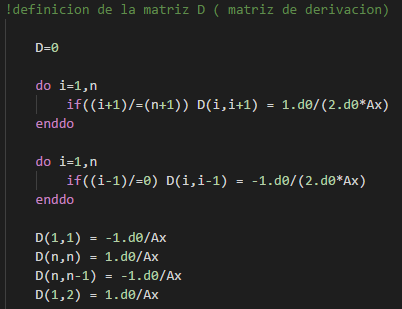 !definicion de la matriz D ( matriz de derivacion)
D=0
do i=1,n
if((i+1)/=(n+1)) D(i,i+1) = 1.d0/(2.d0*Ax)
enddo
do i=1,n
if((i-1)/=0) D(i,i-1) = -1.d0/(2.d0*Ax)
enddo
D(1,1) = -1.d0/Ax
D(n,n) = 1.d0/Ax
D(n,n-1) = -1.d0/Ax
D(1,2) = 1.d0/Ax